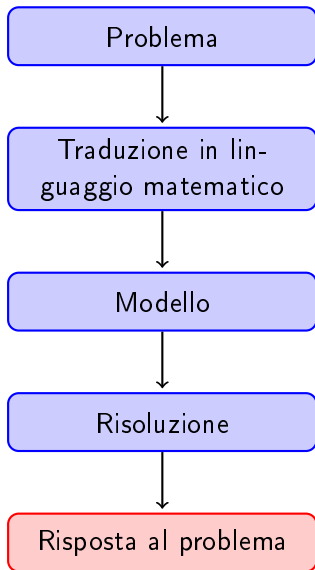 Problema
Traduzione in lin-
guaggio matematico
Modello
Risoluzione
Risposta al problema